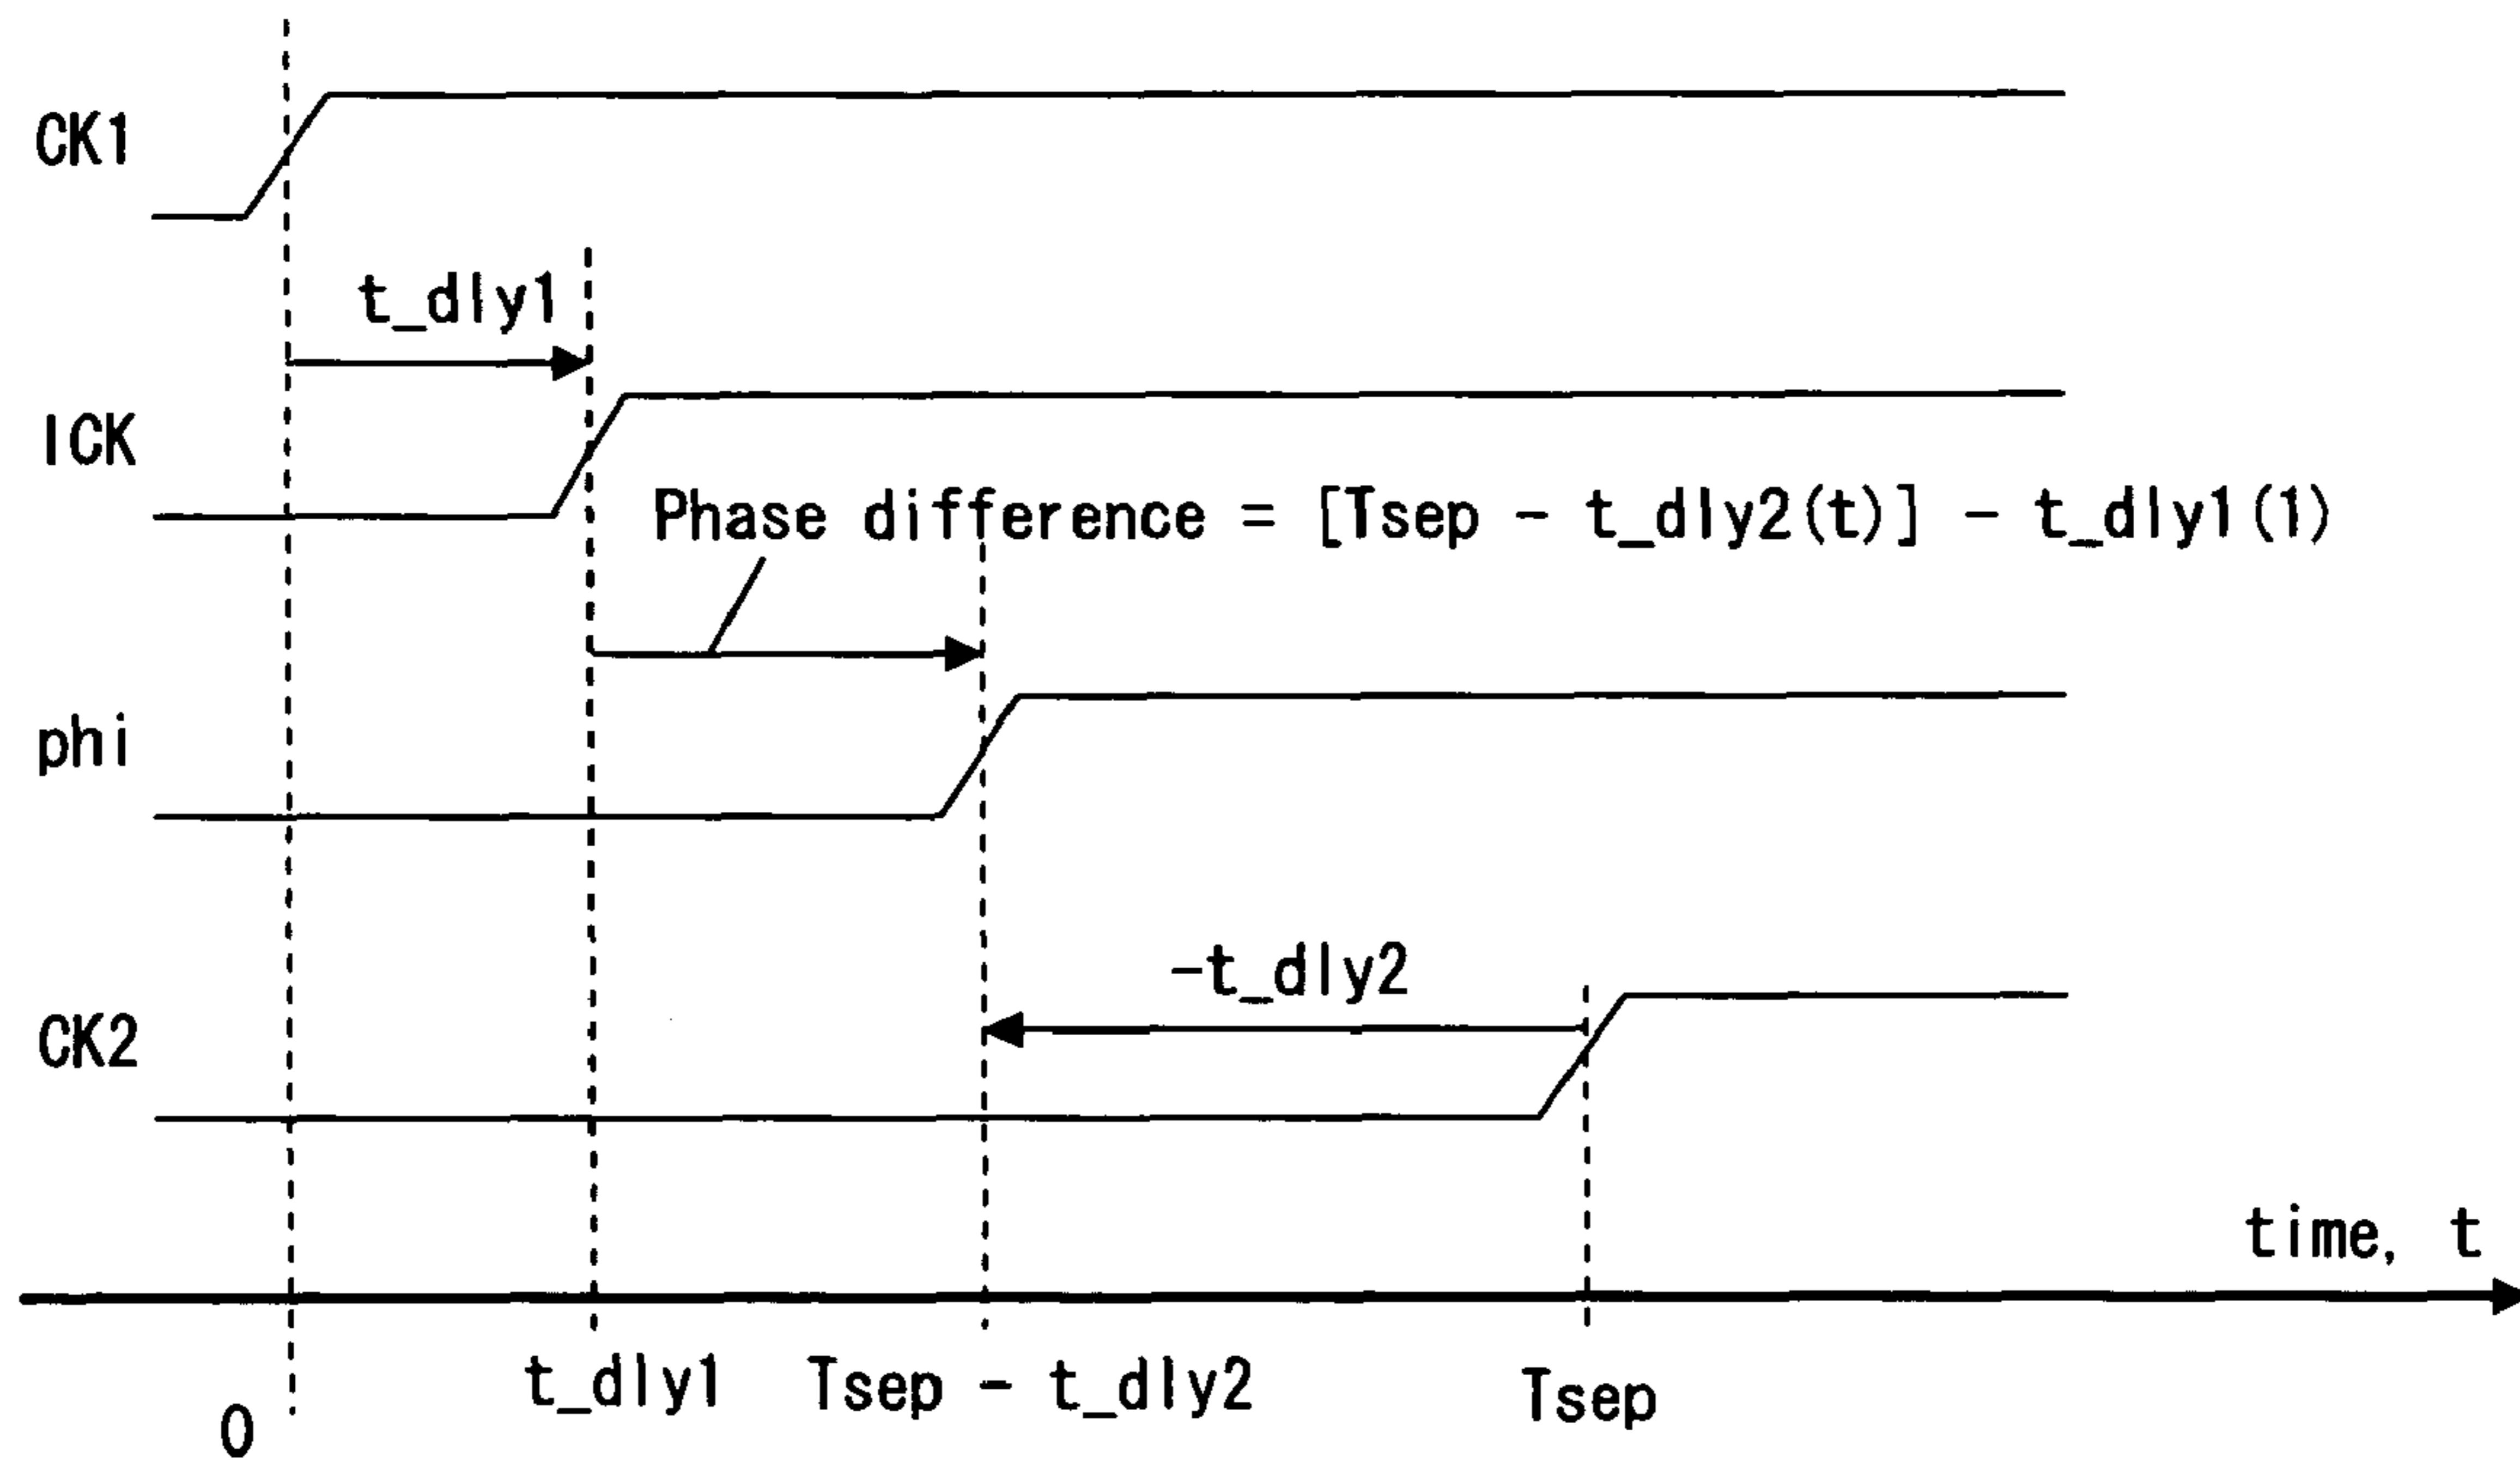 CK1
t_dly1
ICK
Phase difference = [Tsep - t_dly2(t)] - t_dly1(1)
phi
-t_dly2
CK2
time, t
t_dly1
Tsep - t_dly2
Tsep
0